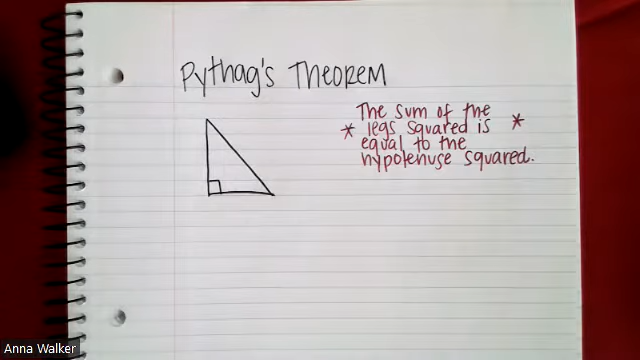 Pythag's Theorem
The sum of the
* legs squared is *
equal to the
hypotenuse squared.
Anna Walker